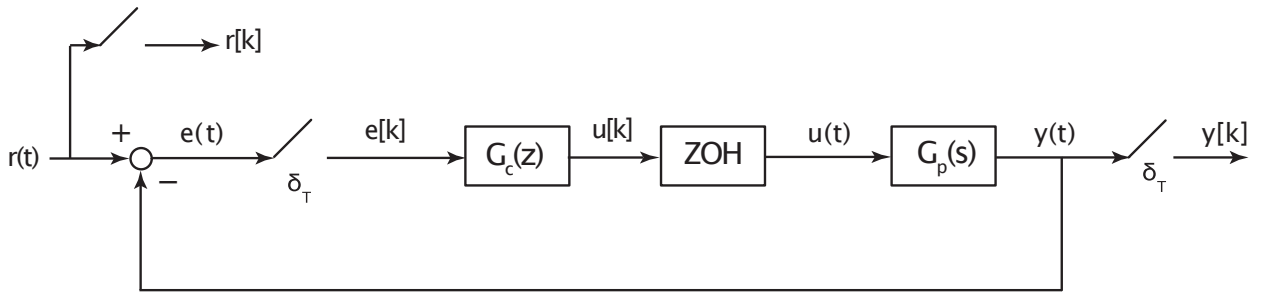 r[k]
r(t)
+
−
e(t)
δ_T
e[k]
G_c(z)
u[k]
ZOH
u(t)
G_p(s)
y(t)
δ_T
y[k]